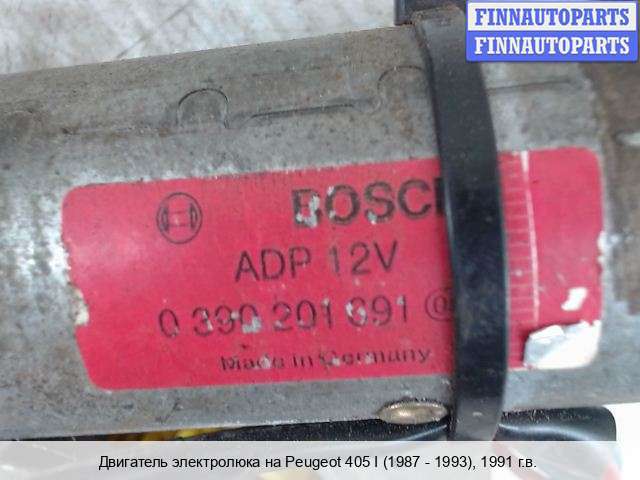 FINNAUTOPARTS
FINNAUTOPARTS
BOSCH
ADP 12V
0 390 201 691
Made in Germany
Двигатель электролюка на Peugeot 405 I (1987 - 1993), 1991 г.в.